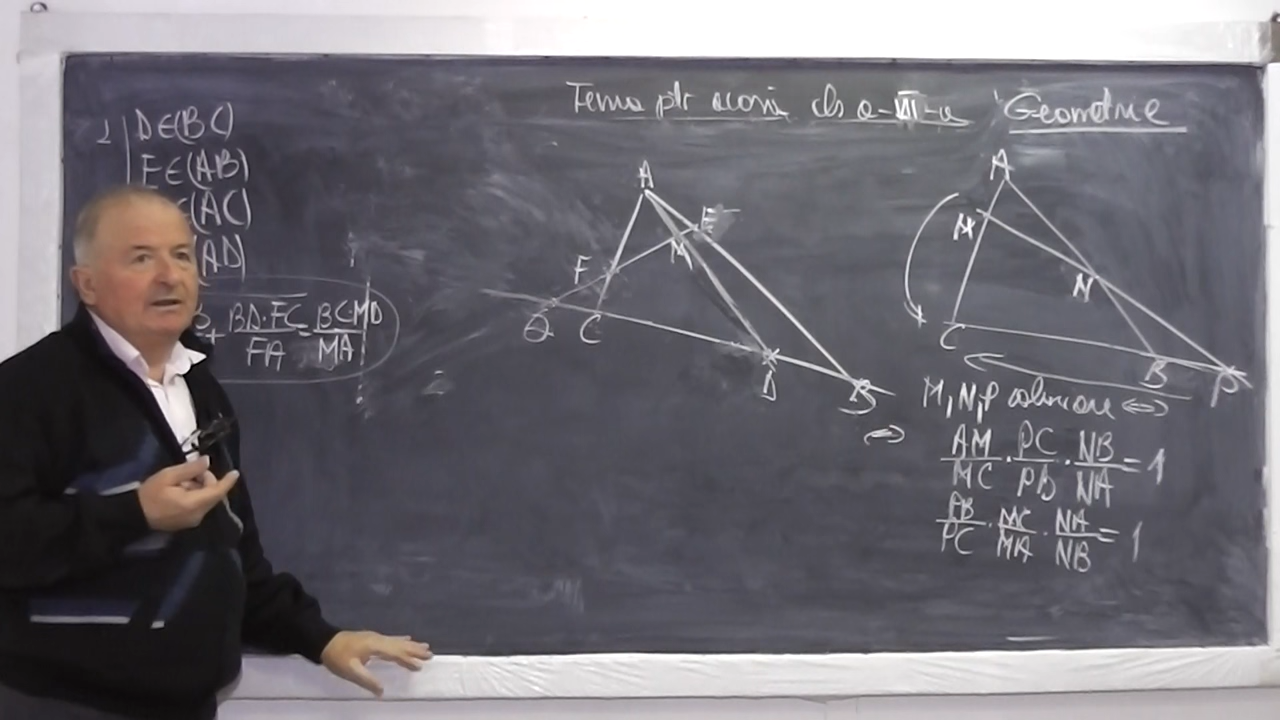 Tema ptr acasă cls a-VII-a Geometrie
2 D∈(BC)
F∈(AB)
(AC)
(AD)
+ BD·FC/FA = BC·MD/MA
A
E
M
F
Q
C
D
B
A
M
N
C
B
P
M,N,P coliniare ⇔
⇔ AM/MC · PC/PB · NB/NA = 1
PB/PC · MC/MA · NA/NB = 1